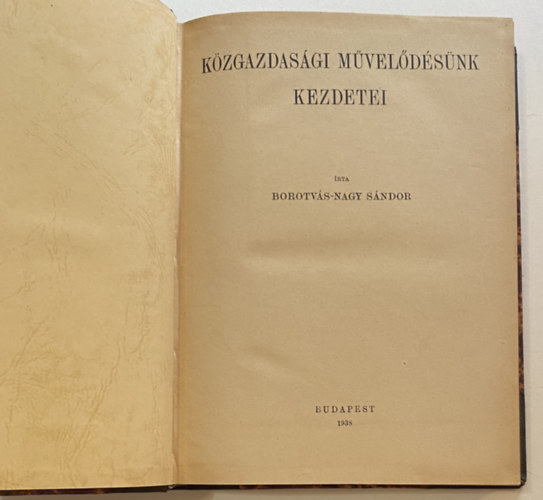 KÖZGAZDASÁGI MŰVELŐDÉSÜNK
KEZDETEI
ÍRTA
BOROTVÁS-NAGY SÁNDOR
BUDAPEST
1938